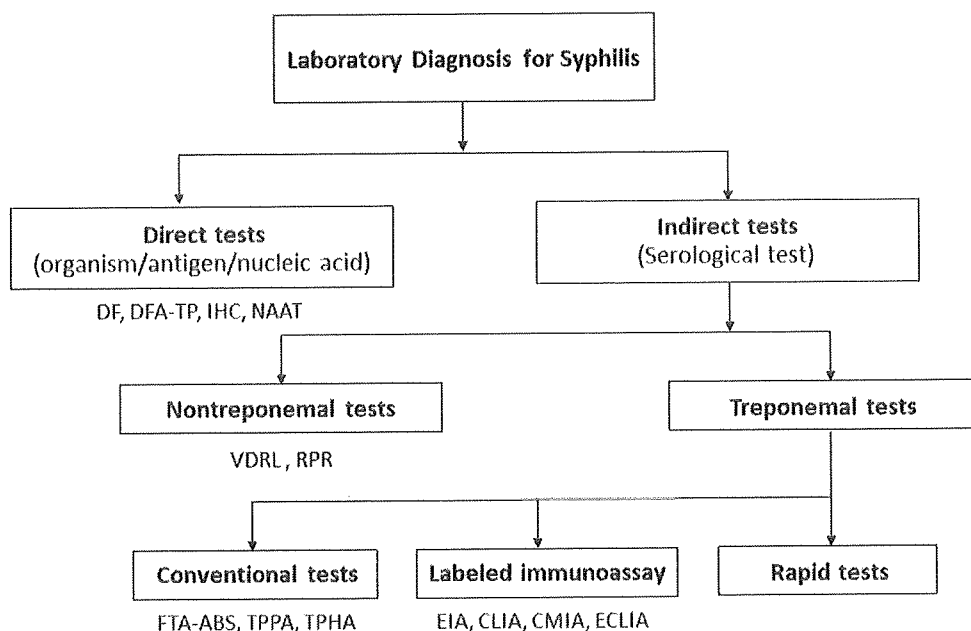 Laboratory Diagnosis for Syphilis
Direct tests
(organism/antigen/nucleic acid)
DF, DFA-TP, IHC, NAAT
Indirect tests
(Serological test)
Nontreponemal tests
VDRL , RPR
Treponemal tests
Conventional tests
FTA-ABS, TPPA, TPHA
Labeled immunoassay
EIA, CLIA, CMIA, ECLIA
Rapid tests